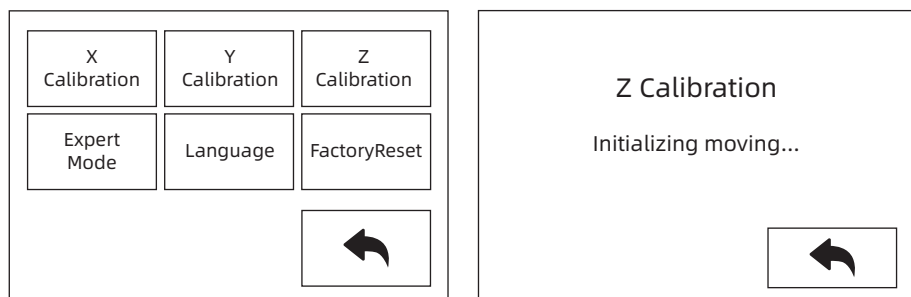 X
Calibration
Y
Calibration
Z
Calibration
Expert
Mode
Language
FactoryReset
Z Calibration
Initializing moving...